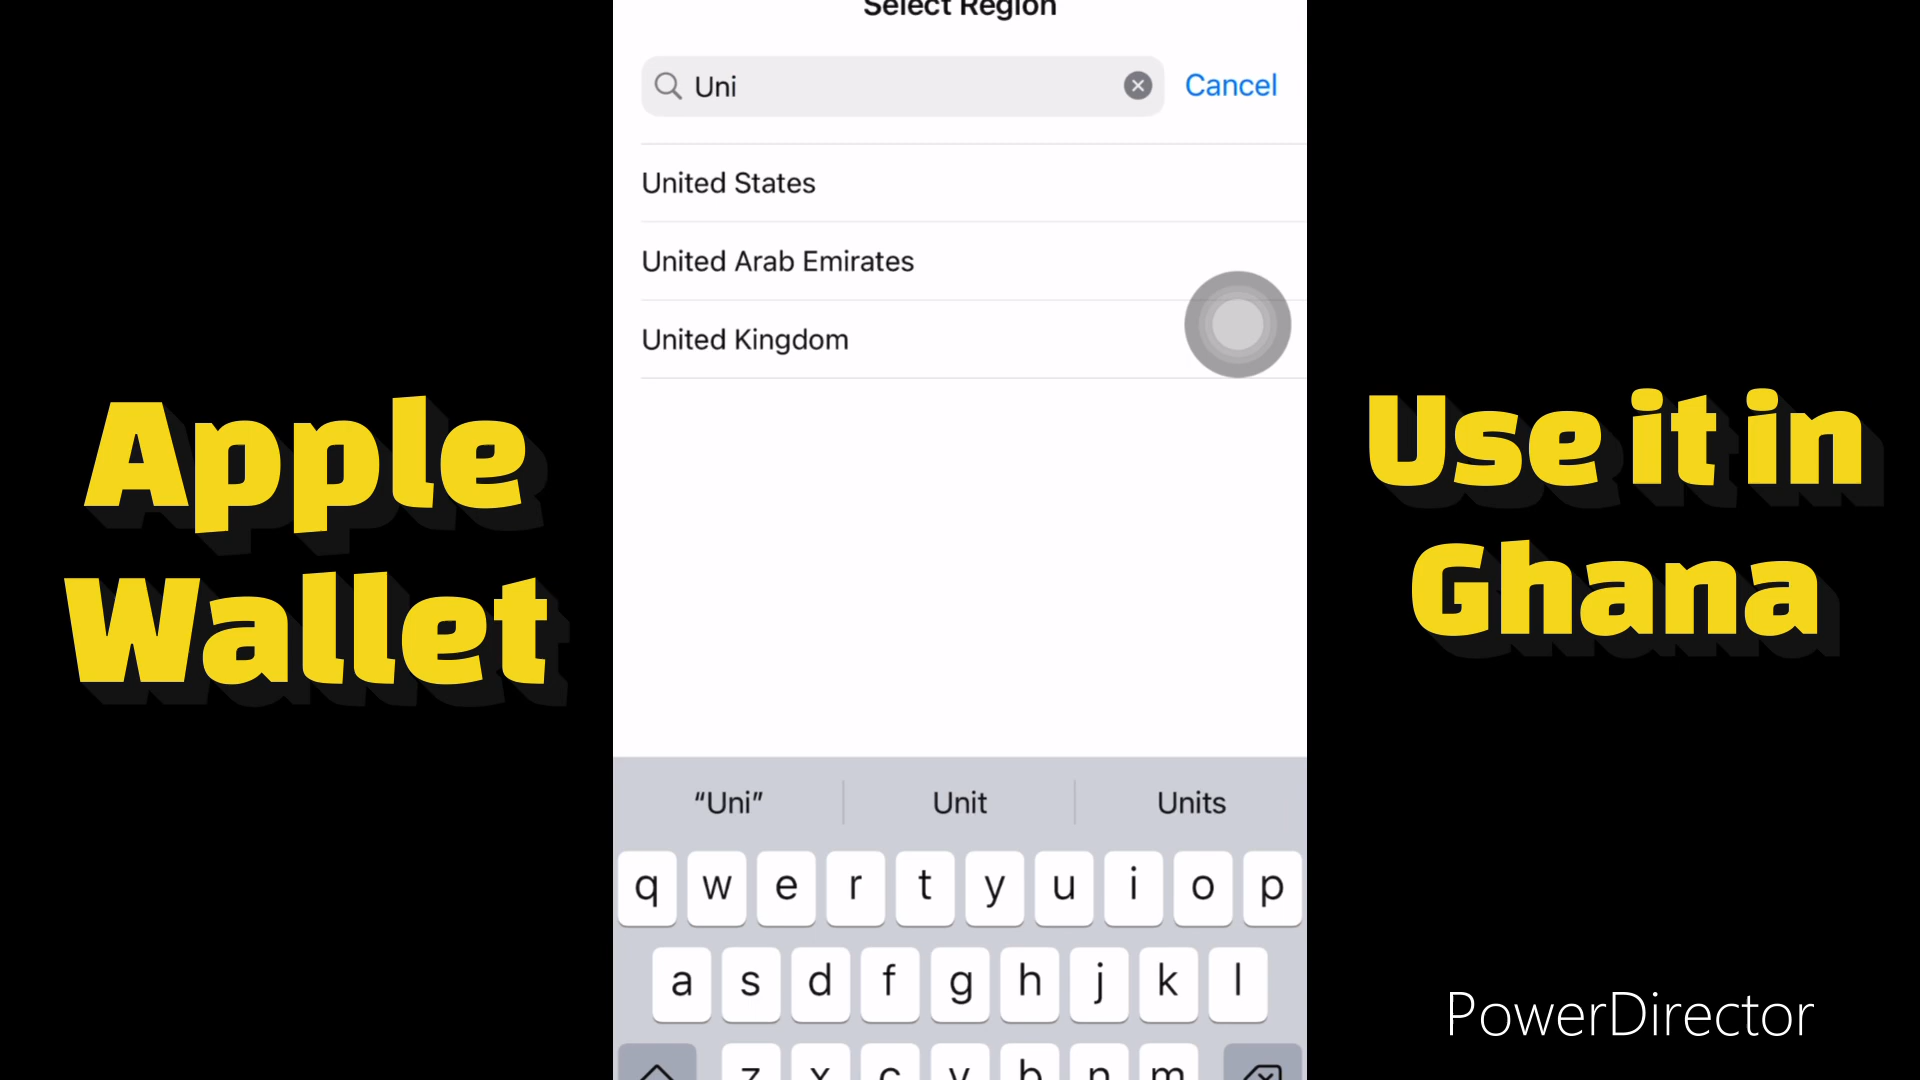 Select Region
Uni
Cancel
United States
United Arab Emirates
United Kingdom
Apple
Wallet
Use it in
Ghana
“Uni” Unit Units
q w e r t y u i o p
a s d f g h j k l
z x c v b n m
PowerDirector